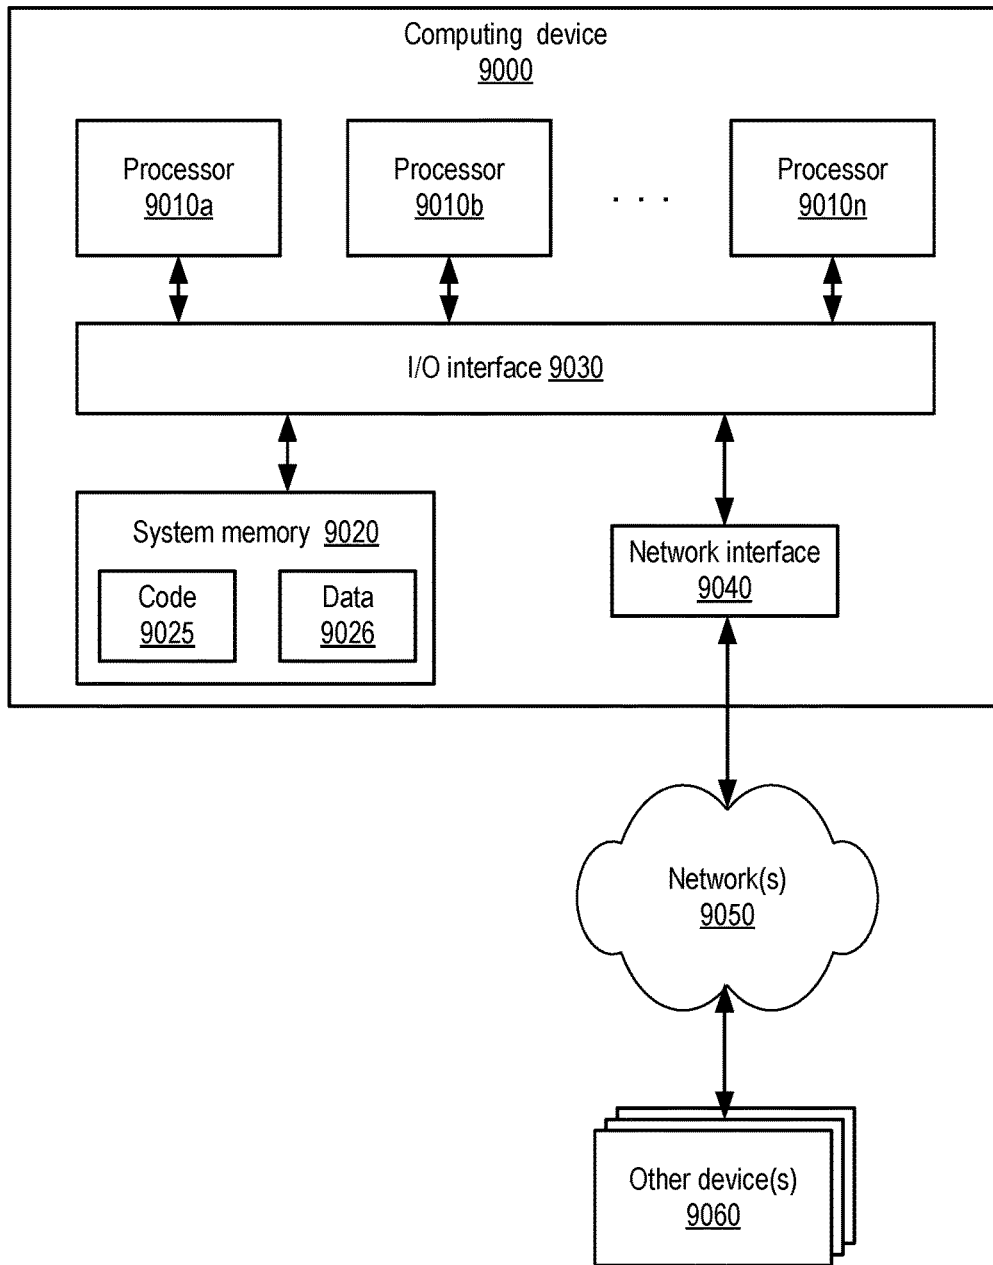 Computing device
9000
Processor
9010a
Processor
9010b
. . .
Processor
9010n
I/O interface 9030
System memory 9020
Code
9025
Data
9026
Network interface
9040
Network(s)
9050
Other device(s)
9060